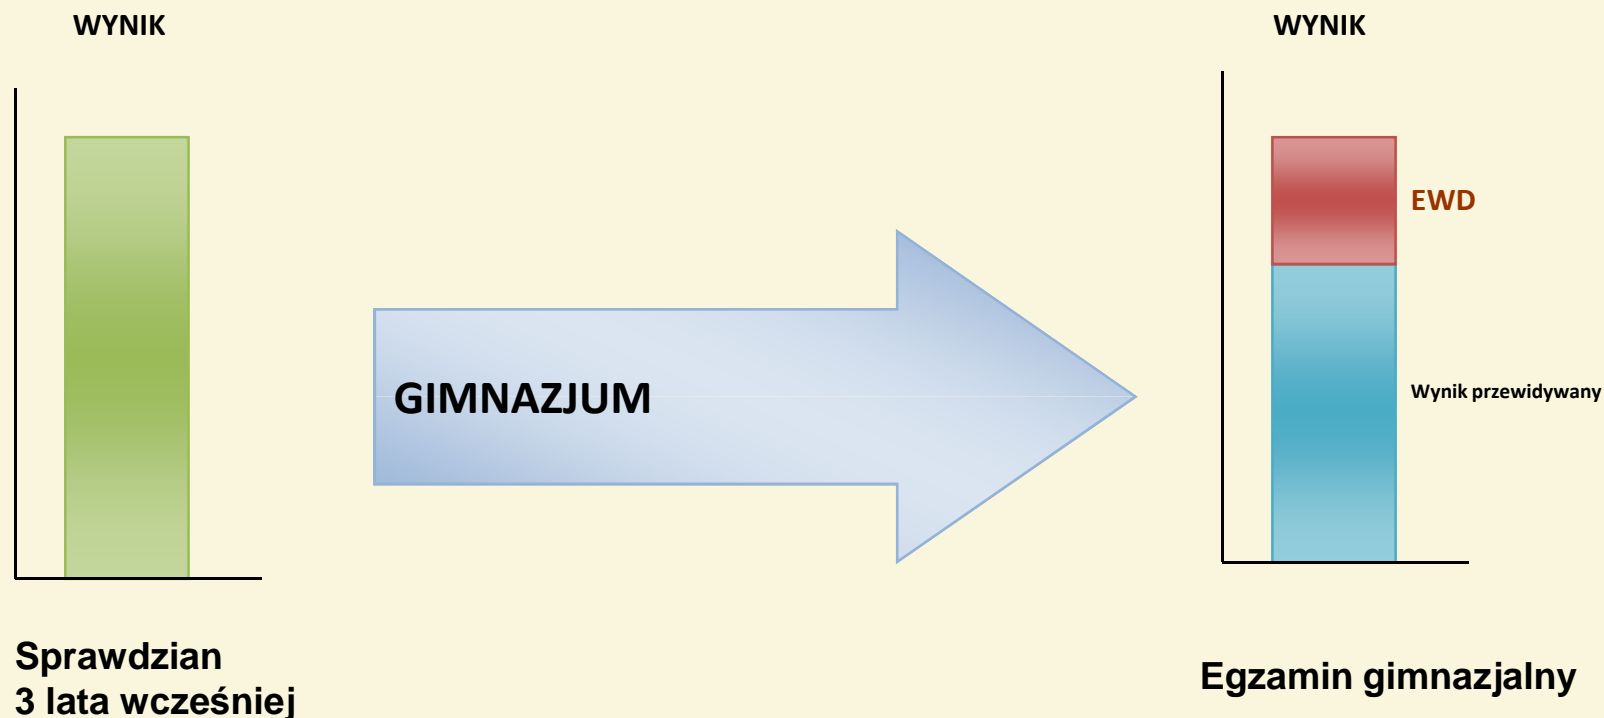 WYNIK
WYNIK
EWD
Wynik przewidywany
GIMNAZJUM
Sprawdzian
3 lata wcześniej
Egzamin gimnazjalny